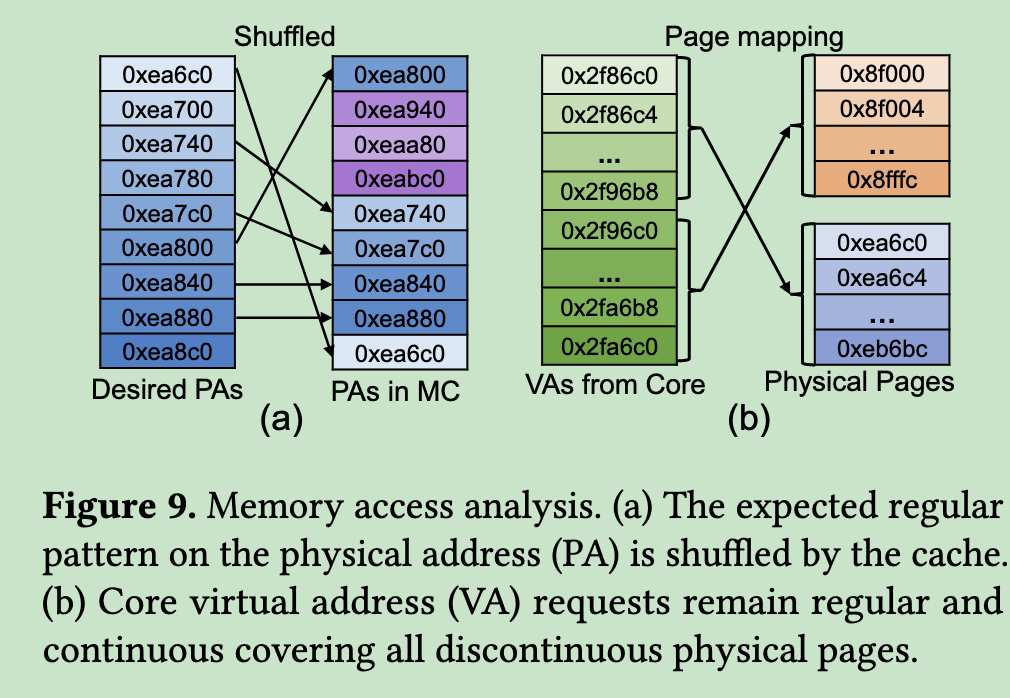 Shuffled
0xea6c0
0xea700
0xea740
0xea780
0xea7c0
0xea800
0xea840
0xea880
0xea8c0
Desired PAs
0xea800
0xea940
0xeaa80
0xeabc0
0xea740
0xea7c0
0xea840
0xea880
0xea6c0
PAs in MC
(a)
Page mapping
0x2f86c0
0x2f86c4
...
0x2f96b8
0x2f96c0
...
0x2fa6b8
0x2fa6c0
VAs from Core
0x8f000
0x8f004
...
0x8fffc
0xea6c0
0xea6c4
...
0xeb6bc
Physical Pages
(b)
Figure 9. Memory access analysis. (a) The expected regular
pattern on the physical address (PA) is shuffled by the cache.
(b) Core virtual address (VA) requests remain regular and
continuous covering all discontinuous physical pages.